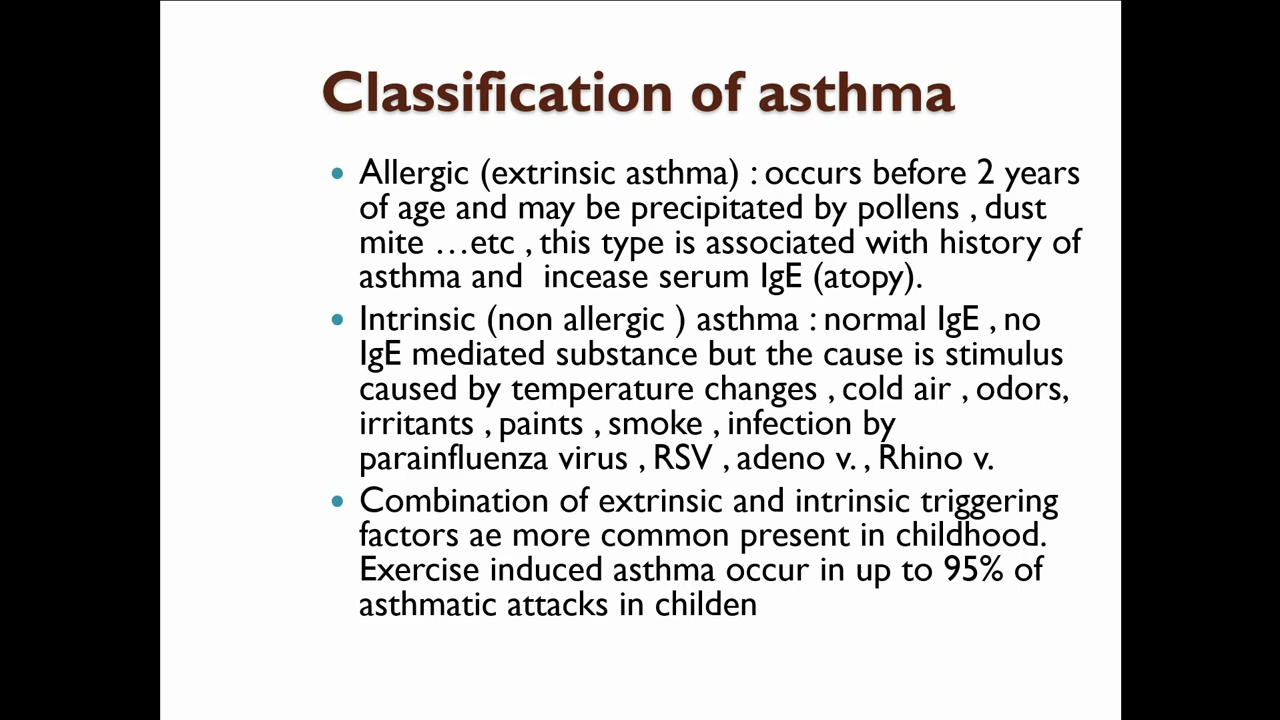 Classification of asthma
• Allergic (extrinsic asthma) : occurs before 2 years
of age and may be precipitated by pollens , dust
mite …etc , this type is associated with history of
asthma and  incease serum IgE (atopy).
• Intrinsic (non allergic ) asthma : normal IgE , no
IgE mediated substance but the cause is stimulus
caused by temperature changes , cold air , odors,
irritants , paints , smoke , infection by
parainfluenza virus , RSV , adeno v. , Rhino v.
• Combination of extrinsic and intrinsic triggering
factors ae more common present in childhood.
Exercise induced asthma occur in up to 95% of
asthmatic attacks in childen